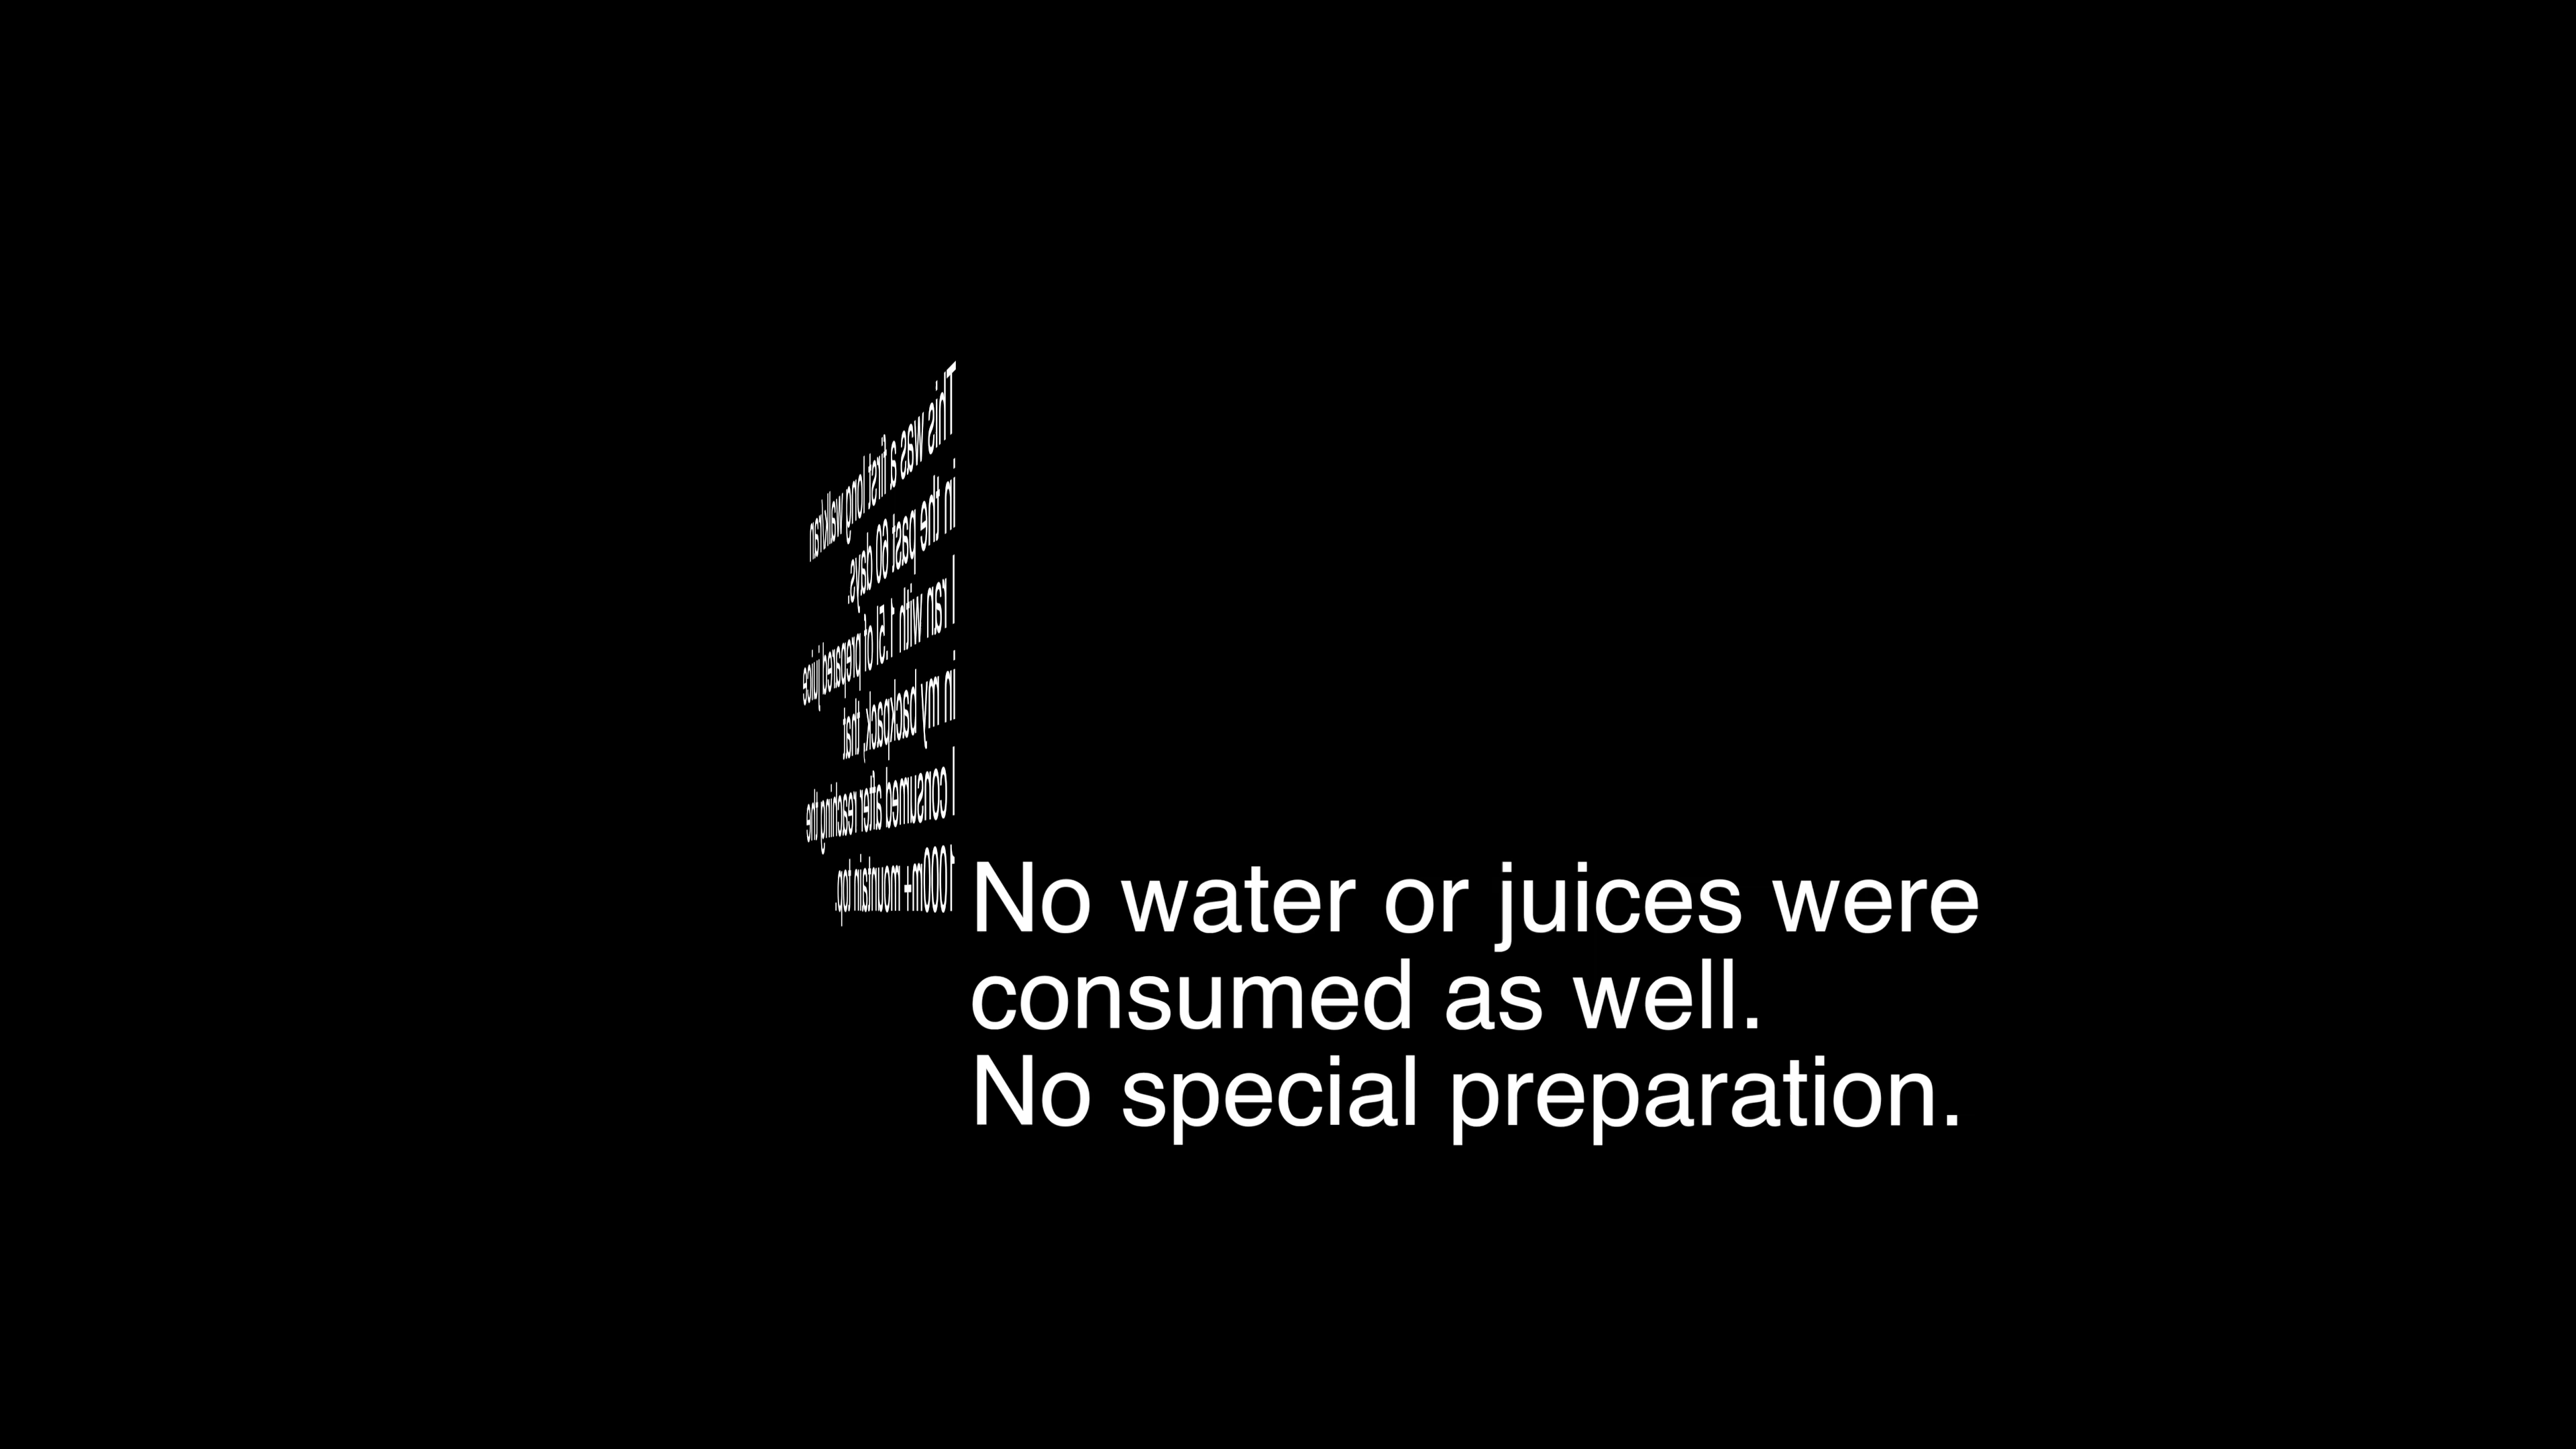 This was a first long walk/ran
in the past 60 days.
I ran with 1.5l of prepared juice
in my backpack, that
I consumed after reaching the
1000m+ mountain top.
No water or juices were
consumed as well.
No special preparation.